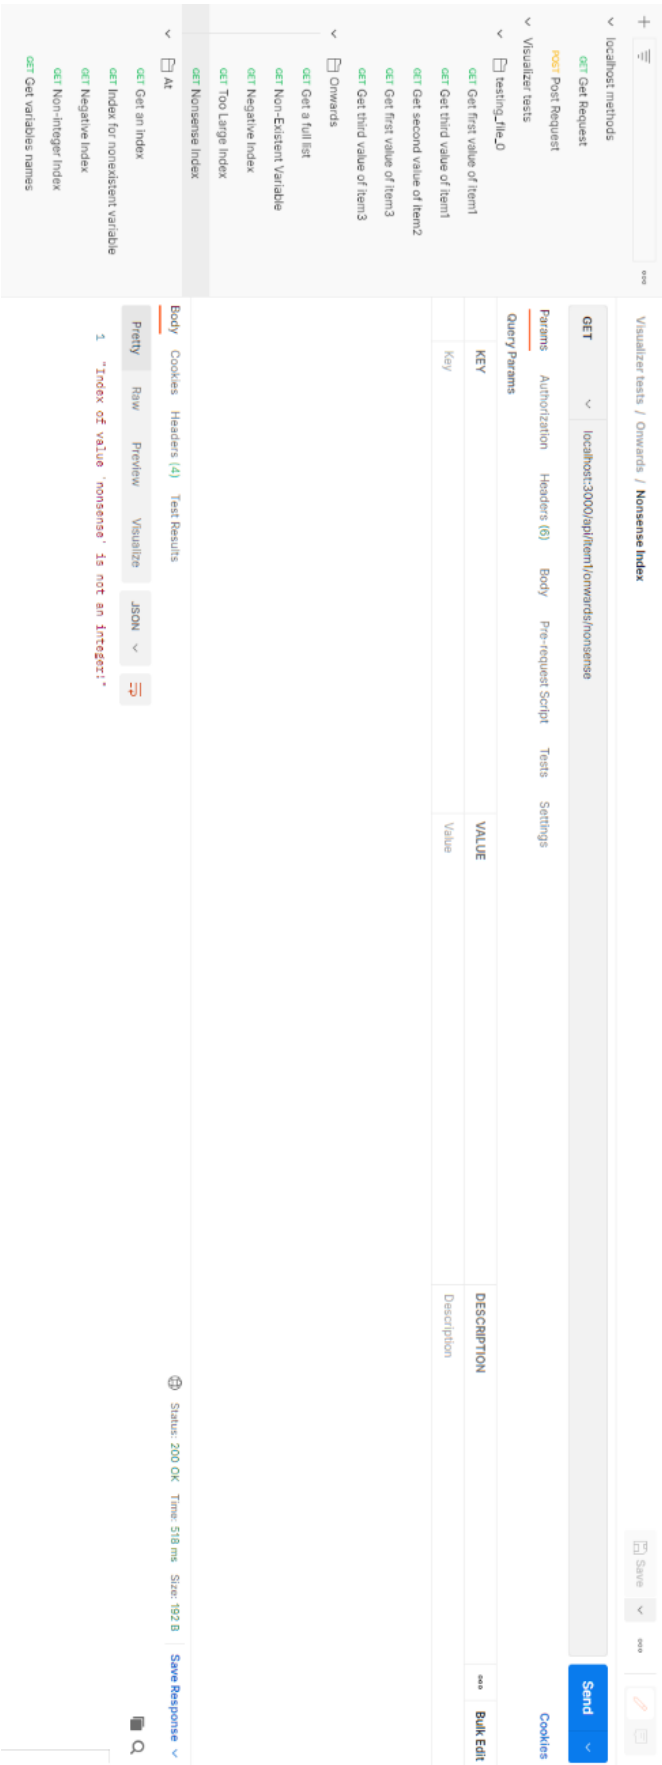 localhost methods
GET Get Request
POST Post Request
Visualizer tests
testing_file_0
GET Get first value of item1
GET Get third value of item1
GET Get second value of item2
GET Get first value of item3
GET Get third value of item3
Onwards
GET Get a full list
GET Non-Existent Variable
GET Negative Index
GET Too Large Index
GET Nonsense Index
At
GET Get an index
GET Index for nonexistent variable
GET Negative Index
GET Non-integer Index
GET Get variables names
Visualizer tests / Onwards / Nonsense Index
Save
GET localhost:3000/api/item1/onwards/nonsense
Send
Params Authorization Headers (6) Body Pre-request Script Tests Settings
Cookies
Query Params
KEY VALUE DESCRIPTION
Bulk Edit
Key Value Description
Body Cookies Headers (4) Test Results
Status: 200 OK Time: 518 ms Size: 192 B Save Response
Pretty Raw Preview Visualize JSON
1 "Index of value 'nonsense' is not an integer!"